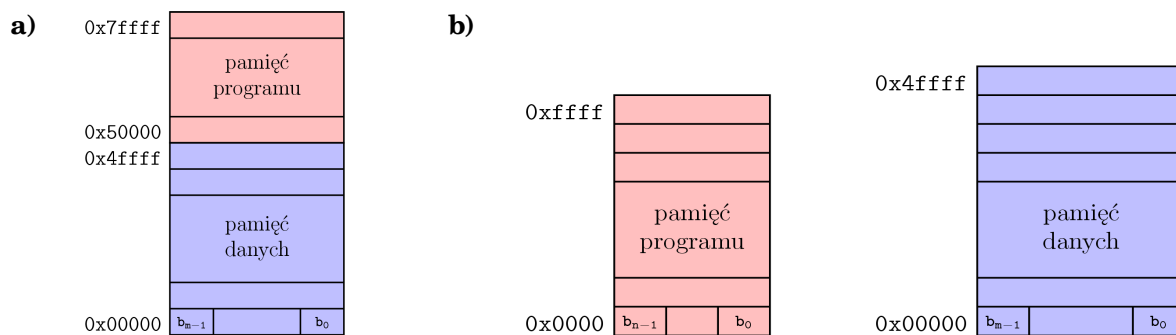 a)
0x7ffff
pamięć
programu
0x50000
0x4ffff
pamięć
danych
0x00000
bm−1
b0
b)
0xffff
pamięć
programu
0x0000
bn−1
b0
0x4ffff
pamięć
danych
0x00000
bm−1
b0